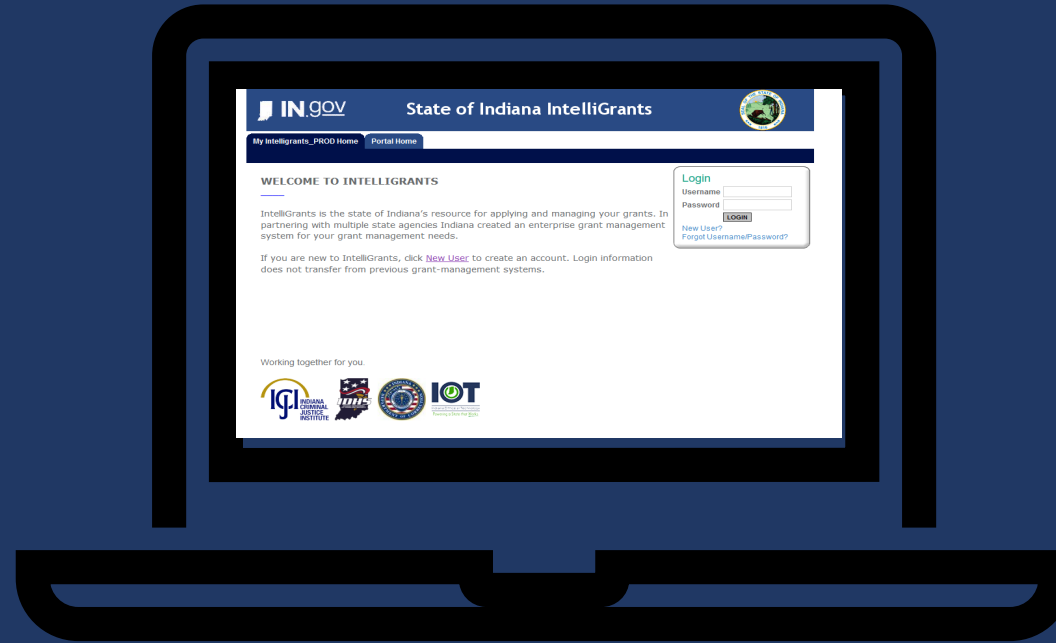 IN.gov
State of Indiana IntelliGrants
My Intelligrants_PROD Home
Portal Home
WELCOME TO INTELLIGRANTS
IntelliGrants is the state of Indiana's resource for applying and managing your grants. In
partnering with multiple state agencies Indiana created an enterprise grant management
system for your grant management needs.
If you are new to IntelliGrants, click New User to create an account. Login information
does not transfer from previous grant-management systems.
Login
Username
Password
LOGIN
New User?
Forgot Username/Password?
Working together for you.
ICJI
INDIANA
CRIMINAL
JUSTICE
INSTITUTE
IDHS
IOT